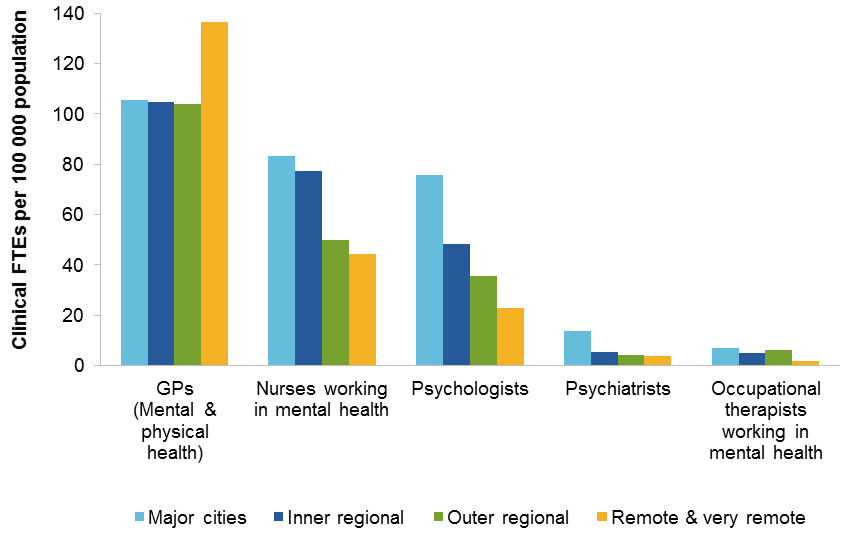 Clinical FTEs per 100 000 population
140
120
100
80
60
40
20
0
GPs
(Mental &
physical
health)
Nurses working
in mental health
Psychologists
Psychiatrists
Occupational
therapists
working in
mental health
Major cities
Inner regional
Outer regional
Remote & very remote